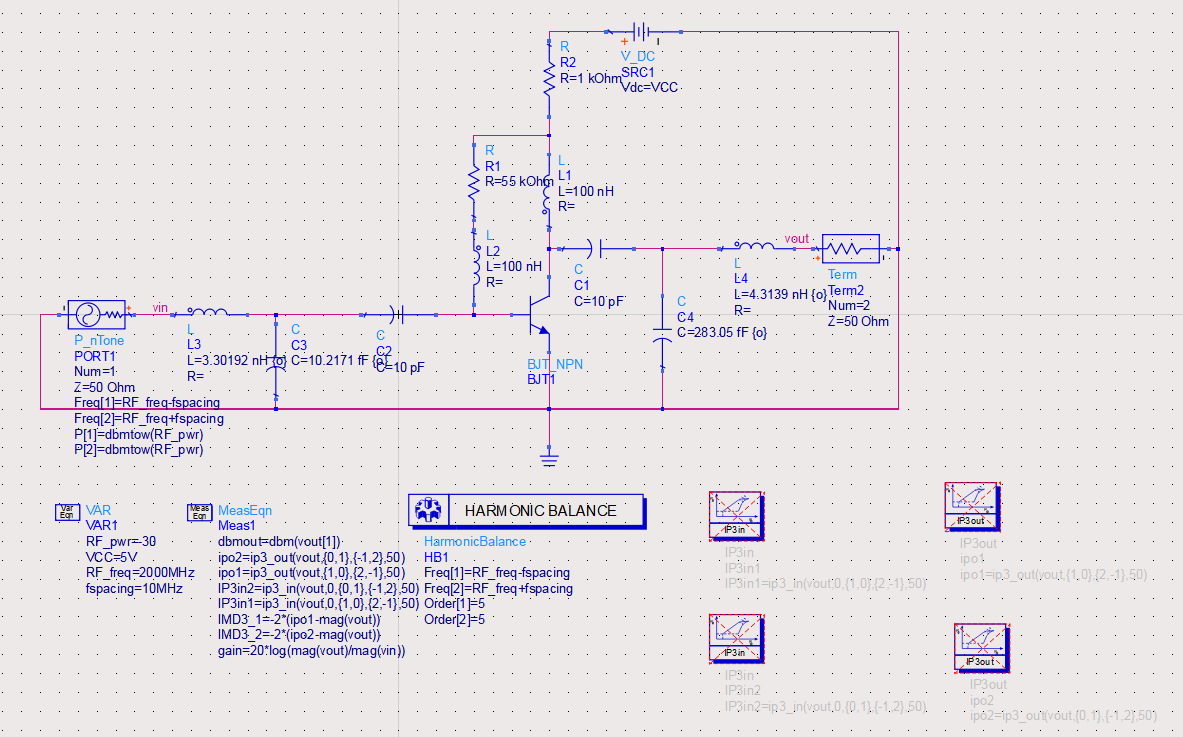 R
R2
R=1 kOhm
+
V_DC
SRC1
Vdc=VCC
R
R1
R=55 kOhm
L
L1
L=100 nH
R=
L
L2
L=100 nH
R=
C
C1
C=10 pF
vout
L
L4
L=4.3139 nH {o}
R=
Term
Term2
Num=2
Z=50 Ohm
C
C4
C=283.05 fF {o}
vin
P_nTone
PORT1
Num=1
Z=50 Ohm
Freq[1]=RF_freq-fspacing
Freq[2]=RF_freq+fspacing
P[1]=dbmtow(RF_pwr)
P[2]=dbmtow(RF_pwr)
L
L3
L=3.30192 nH {o}
R=
C
C3
C=10.2171 fF {o}
C
C2
C=10 pF
BJT_NPN
BJT1
Var
Eqn
VAR
VAR1
RF_pwr=-30
VCC=5V
RF_freq=2000MHz
fspacing=10MHz
Meas
Eqn
MeasEqn
Meas1
dbmout=dbm(vout[1])
ipo2=ip3_out(vout,{0,1},{-1,2},50)
ipo1=ip3_out(vout,{1,0},{2,-1},50)
IP3in2=ip3_in(vout,0,{0,1},{-1,2},50)
IP3in1=ip3_in(vout,0,{1,0},{2,-1},50)
IMD3_1=-2*(ipo1-mag(vout))
IMD3_2=-2*(ipo2-mag(vout))
gain=20*log(mag(vout)/mag(vin))
HARMONIC BALANCE
HarmonicBalance
HB1
Freq[1]=RF_freq-fspacing
Freq[2]=RF_freq+fspacing
Order[1]=5
Order[2]=5
IP3in
IP3in
IP3in1
IP3in1=ip3_in(vout,0,{1,0},{2,-1},50)
IP3out
IP3out
ipo1
ipo1=ip3_out(vout,{1,0},{2,-1},50)
IP3in
IP3in
IP3in2
IP3in2=ip3_in(vout,0,{0,1},{-1,2},50)
IP3out
IP3out
ipo2
ipo2=ip3_out(vout,{0,1},{-1,2},50)